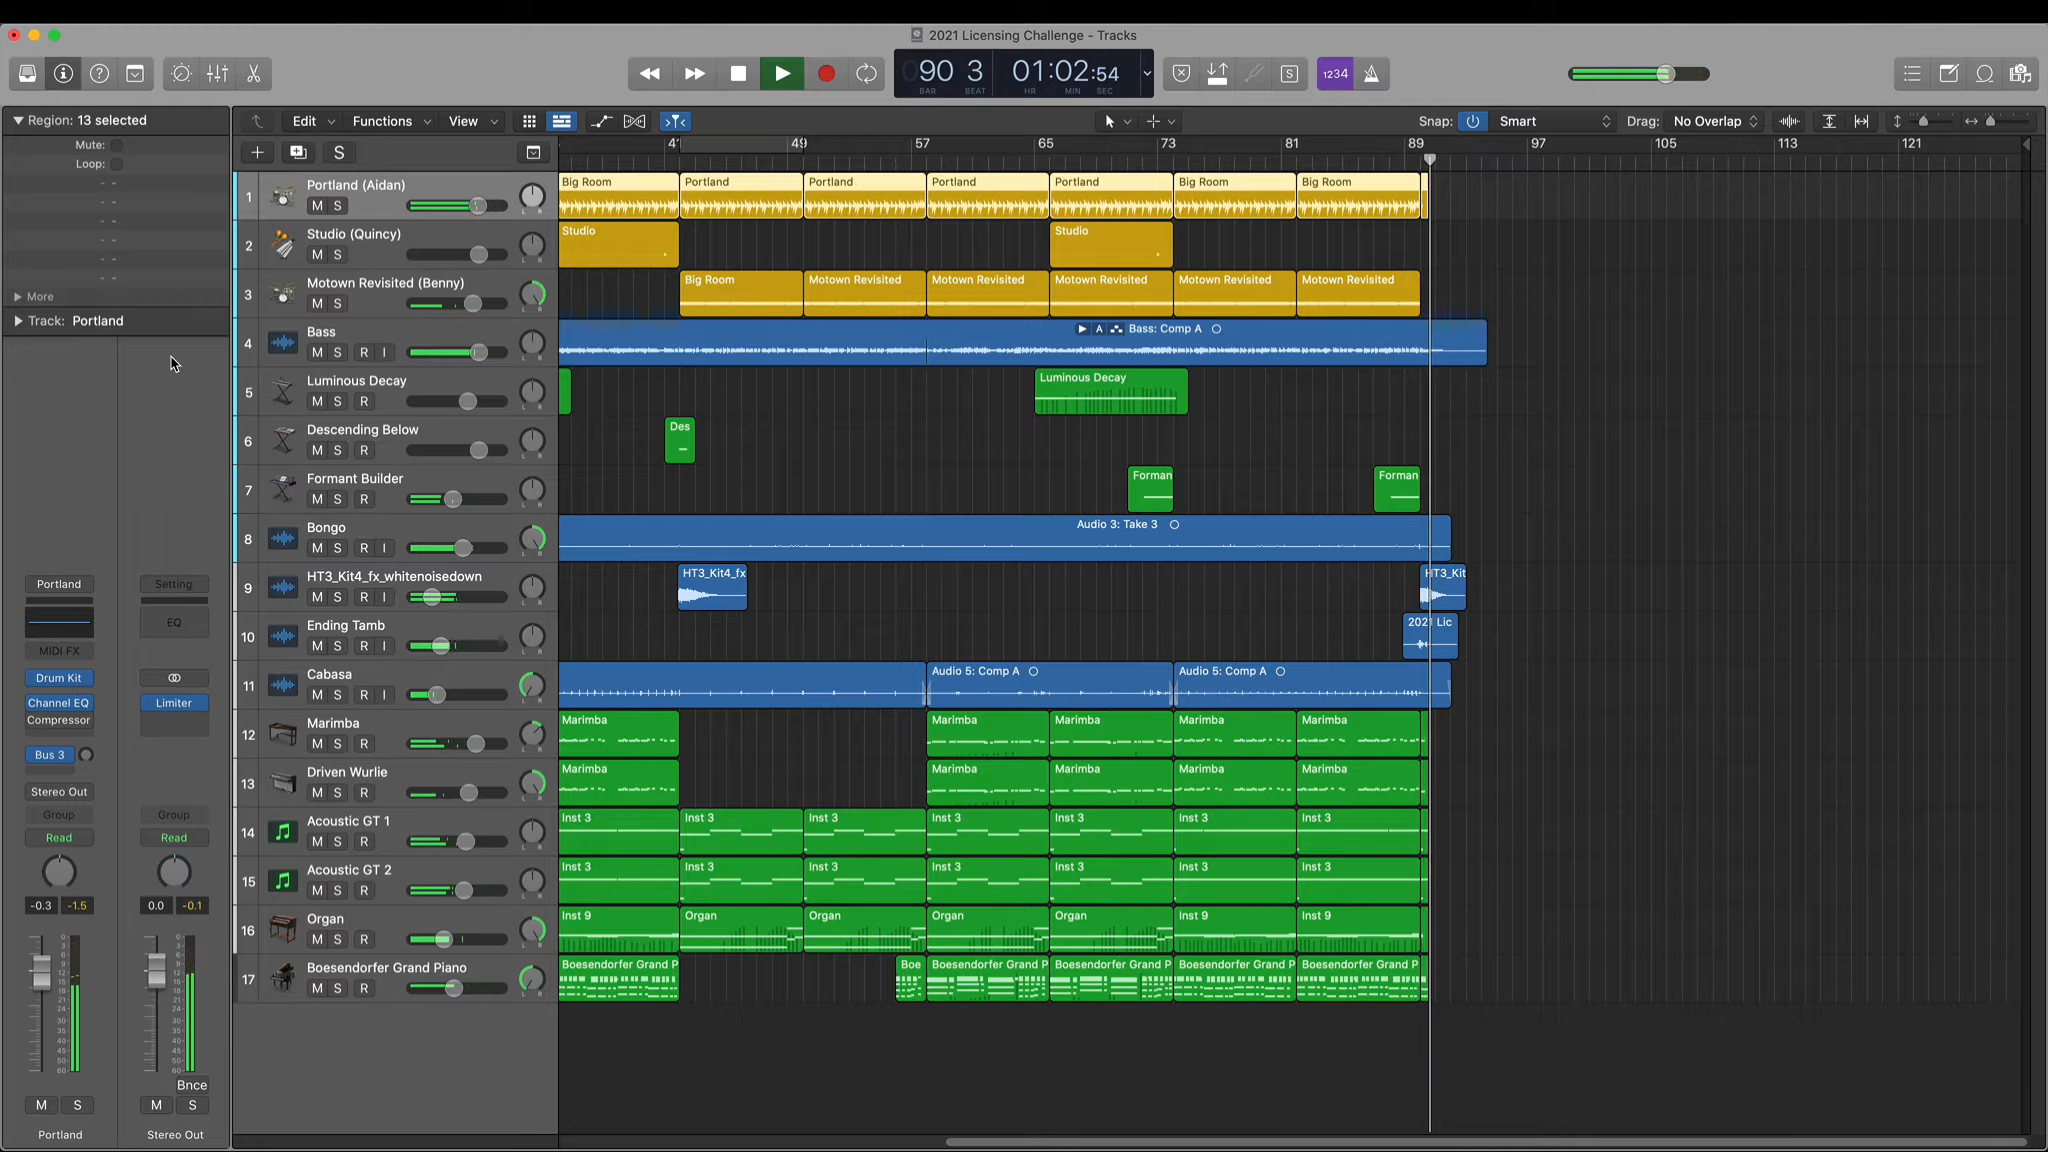 2021 Licensing Challenge - Tracks
090 3 01:02:54
BAR BEAT HR MIN SEC
S 1234
Region: 13 selected
Edit Functions View Snap: Smart Drag: No Overlap
Mute:
Loop:
More
Track: Portland
S
49 57 65 73 81 89 97 105 113 121
1 Portland (Aidan)
M S
Big Room Portland Portland Portland Portland Big Room Big Room
2 Studio (Quincy)
M S
Studio Studio
3 Motown Revisited (Benny)
M S
Big Room Motown Revisited Motown Revisited Motown Revisited Motown Revisited Motown Revisited
4 Bass
M S R I
A Bass: Comp A
5 Luminous Decay
M S R
Luminous Decay
6 Descending Below
M S R
Des
7 Formant Builder
M S R
Forman Forman
8 Bongo
M S R I
Audio 3: Take 3
9 HT3_Kit4_fx_whitenoisedown
M S R I
HT3_Kit4_fx HT3_Kit
10 Ending Tamb
M S R I
2021 Lic
11 Cabasa
M S R I
Audio 5: Comp A Audio 5: Comp A
12 Marimba
M S R
Marimba Marimba Marimba Marimba Marimba
13 Driven Wurlie
M S R
Marimba Marimba Marimba Marimba Marimba
14 Acoustic GT 1
M S R
Inst 3 Inst 3 Inst 3 Inst 3 Inst 3 Inst 3 Inst 3
15 Acoustic GT 2
M S R
Inst 3 Inst 3 Inst 3 Inst 3 Inst 3 Inst 3 Inst 3
16 Organ
M S R
Inst 9 Organ Organ Organ Organ Inst 9 Inst 9
17 Boesendorfer Grand Piano
M S R
Boesendorfer Grand P Boe Boesendorfer Grand P Boesendorfer Grand P Boesendorfer Grand P Boesendorfer Grand P
Portland Setting
EQ
MIDI FX
Drum Kit
Channel EQ Limiter
Compressor
Bus 3
Stereo Out
Group Group
Read Read
-0.3 -1.5 0.0 -0.1
Bnce
M S M S
Portland Stereo Out